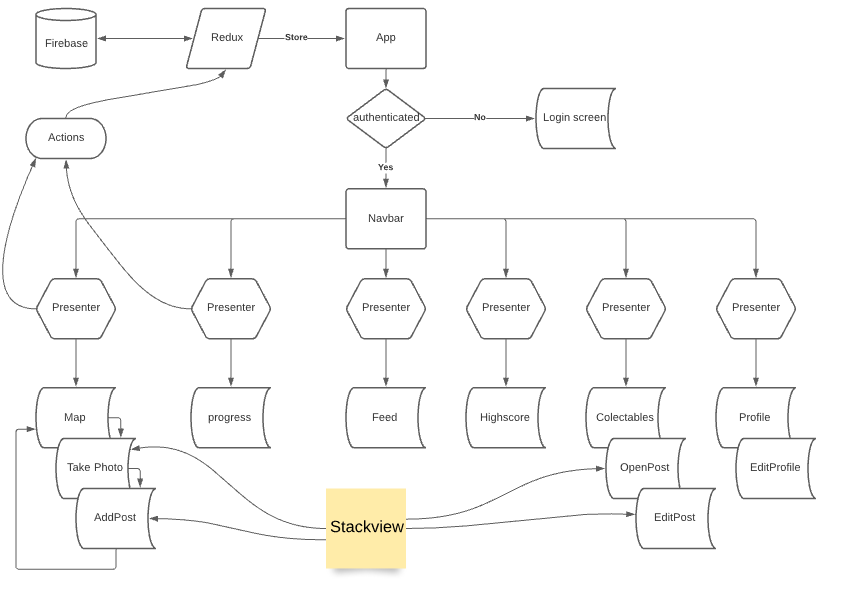 Firebase
Redux
Store
App
authenticated
No
Login screen
Actions
Yes
Navbar
Presenter
Presenter
Presenter
Presenter
Presenter
Presenter
Map
progress
Feed
Highscore
Colectables
Profile
Take Photo
OpenPost
EditProfile
AddPost
Stackview
EditPost